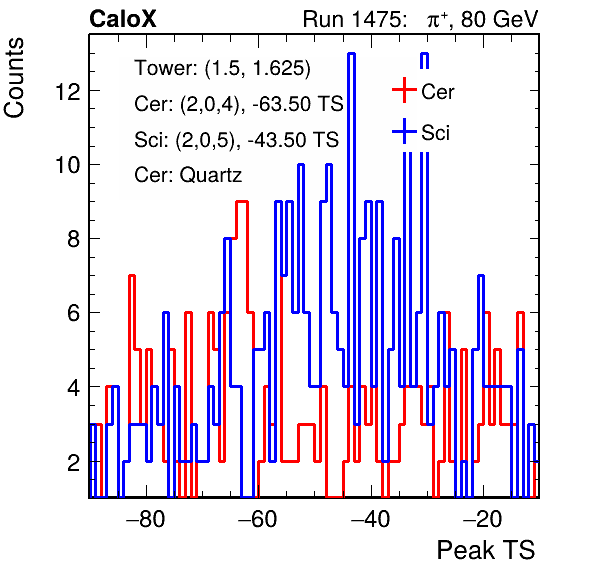 CaloX Run 1475: π⁺, 80 GeV
Counts
Tower: (1.5, 1.625)
Cer: (2,0,4), -63.50 TS
Sci: (2,0,5), -43.50 TS
Cer: Quartz
Cer
Sci
12
10
8
6
4
2
−80 −60 −40 −20
Peak TS